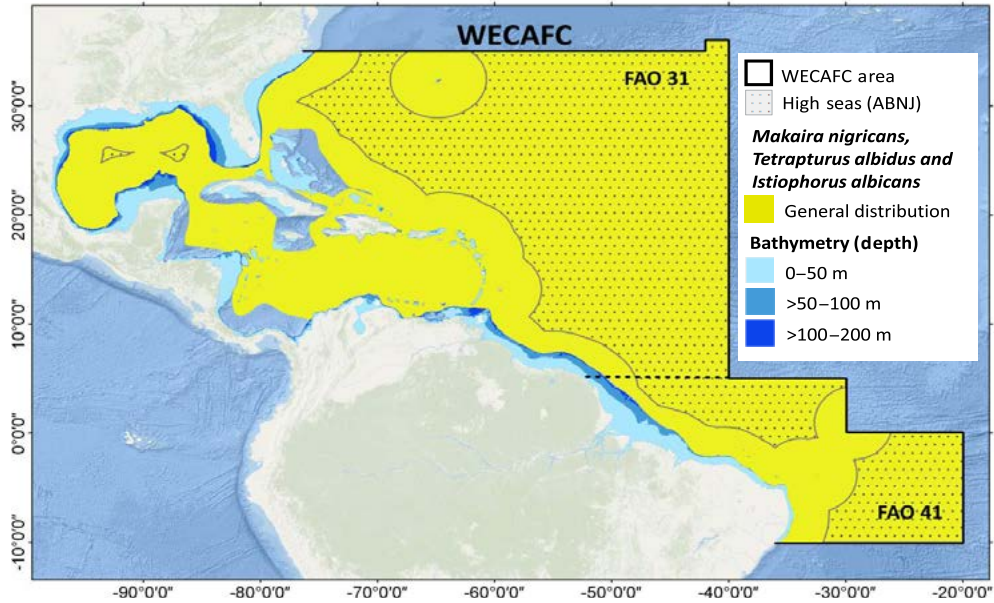 WECAFC
FAO 31
WECAFC area
High seas (ABNJ)
Makaira nigricans,
Tetrapturus albidus and
Istiophorus albicans
General distribution
Bathymetry (depth)
0–50 m
>50–100 m
>100–200 m
FAO 41
30°0'0"
20°0'0"
10°0'0"
0°0'0"
-10°0'0"
-90°0'0" -80°0'0" -70°0'0" -60°0'0" -50°0'0" -40°0'0" -30°0'0" -20°0'0"